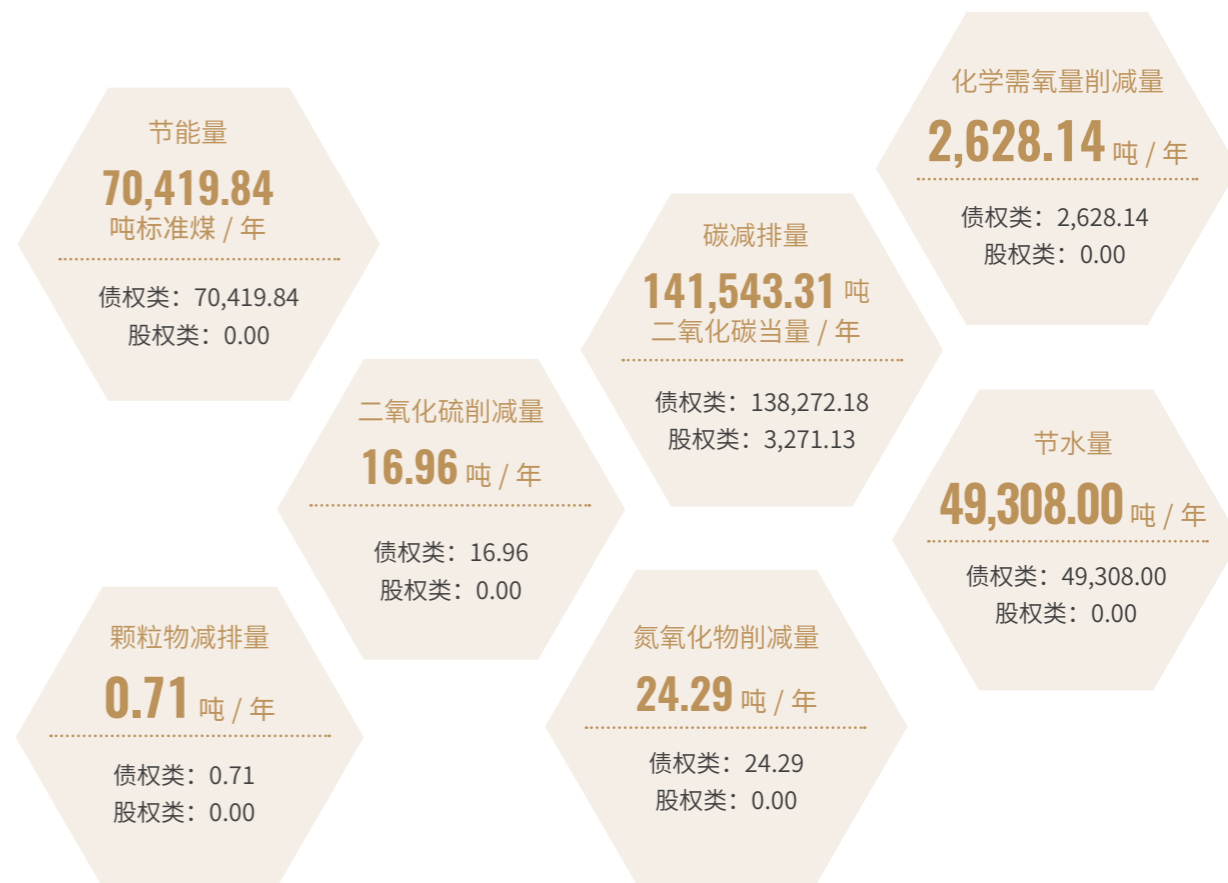 节能量
70,419.84
吨标准煤 / 年
债权类：70,419.84
股权类：0.00
二氧化硫削减量
16.96 吨 / 年
债权类：16.96
股权类：0.00
颗粒物减排量
0.71 吨 / 年
债权类：0.71
股权类：0.00
碳减排量
141,543.31 吨
二氧化碳当量 / 年
债权类：138,272.18
股权类：3,271.13
氮氧化物削减量
24.29 吨 / 年
债权类：24.29
股权类：0.00
化学需氧量削减量
2,628.14 吨 / 年
债权类：2,628.14
股权类：0.00
节水量
49,308.00 吨 / 年
债权类：49,308.00
股权类：0.00